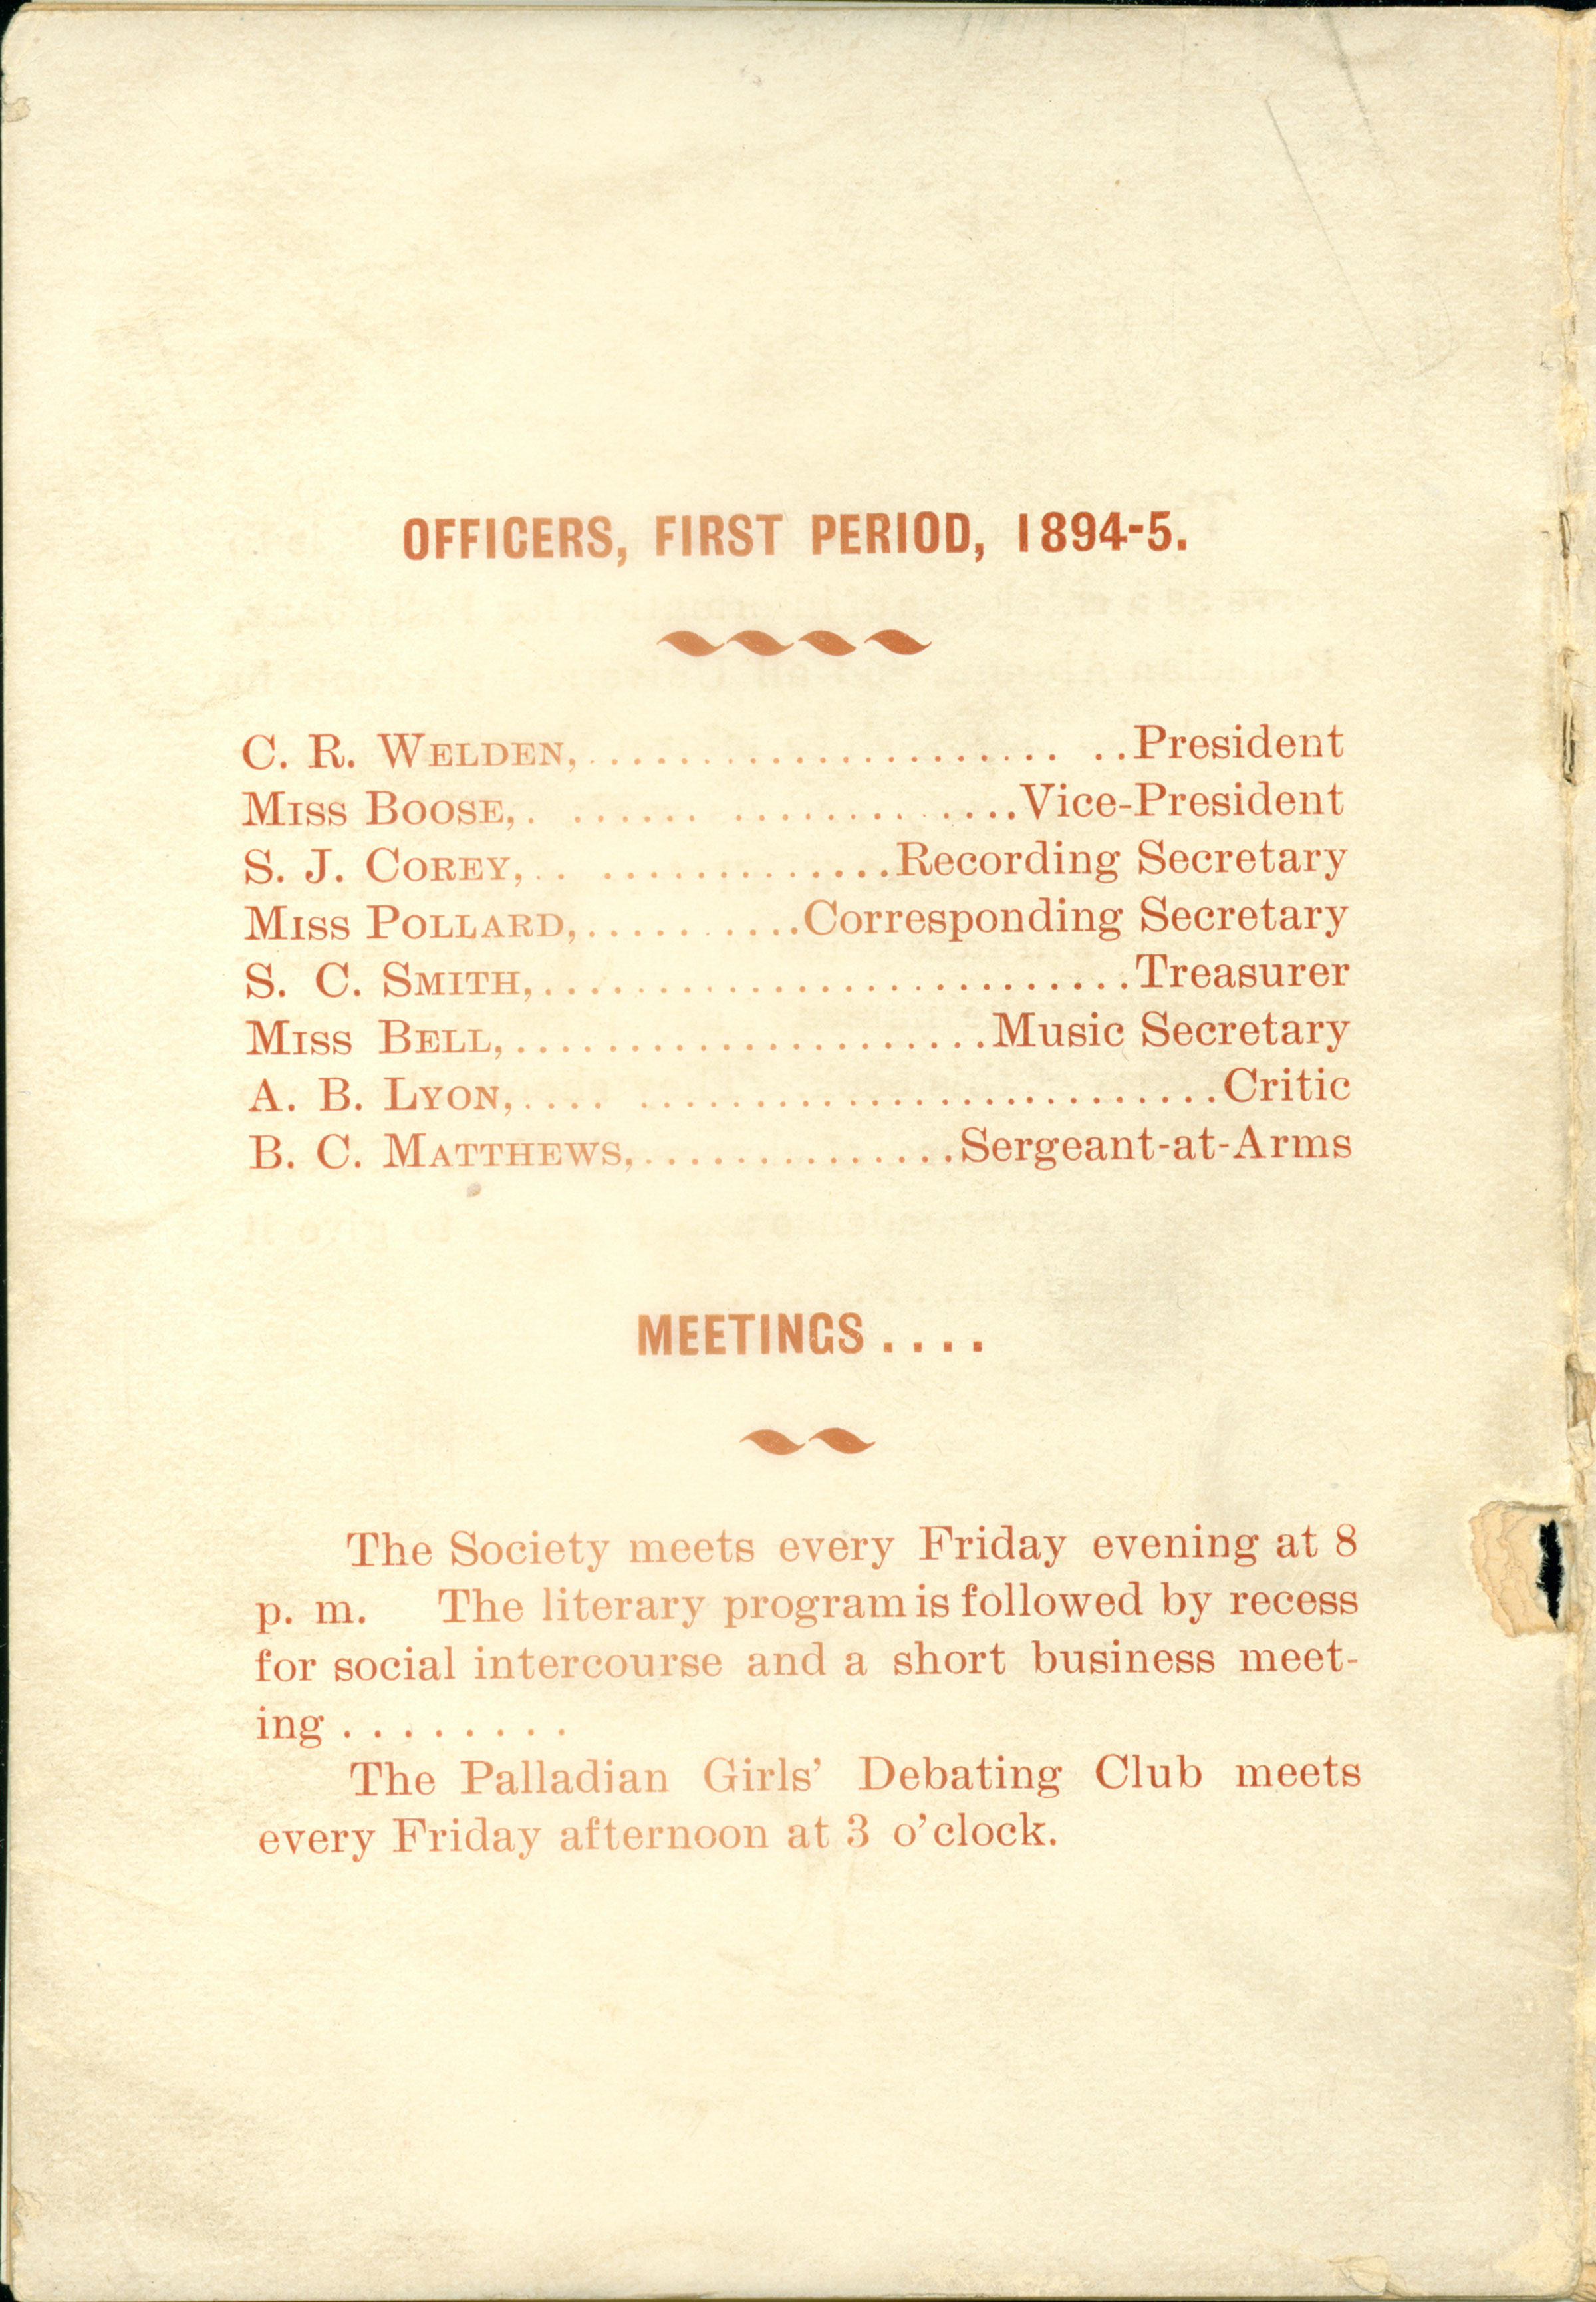 OFFICERS, FIRST PERIOD, 1894-5.
C. R. WELDEN,..................... ..President
MISS BOOSE,. ...... ............Vice-President
S. J. COREY,.. .............Recording Secretary
MISS POLLARD,..........Corresponding Secretary
S. C. SMITH,..........................Treasurer
MISS BELL,.....................Music Secretary
A. B. LYON,.... .........................Critic
B. C. MATTHEWS,..............Sergeant-at-Arms
MEETINGS....
The Society meets every Friday evening at 8
p. m. The literary program is followed by recess
for social intercourse and a short business meet-
ing........
The Palladian Girls' Debating Club meets
every Friday afternoon at 3 o'clock.